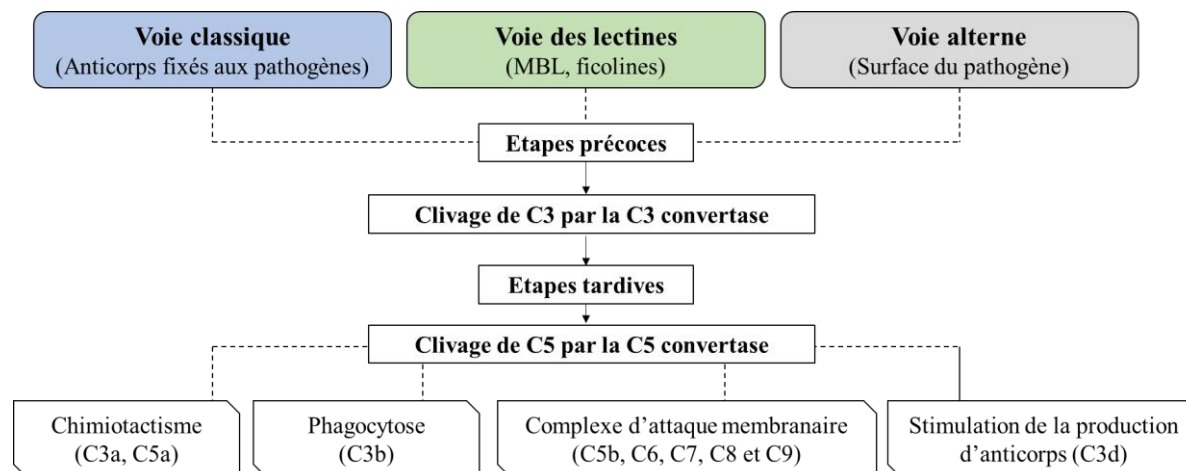 Voie classique
(Anticorps fixés aux pathogènes)
Voie des lectines
(MBL, ficolines)
Voie alterne
(Surface du pathogène)
Etapes précoces
Clivage de C3 par la C3 convertase
Etapes tardives
Clivage de C5 par la C5 convertase
Chimiotactisme
(C3a, C5a)
Phagocytose
(C3b)
Complexe d'attaque membranaire
(C5b, C6, C7, C8 et C9)
Stimulation de la production
d'anticorps (C3d)